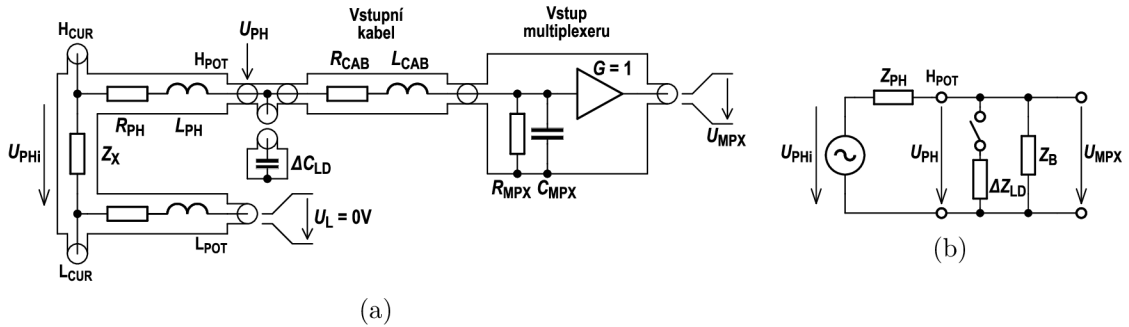 H_CUR
U_PH
Vstupní
kabel
Vstup
multiplexeru
H_POT
R_CAB L_CAB
G = 1
R_PH L_PH
Z_X
U_PHi
ΔC_LD
R_MPX C_MPX
U_MPX
U_L = 0V
L_POT
L_CUR
(a)
Z_PH H_POT
U_PHi
U_PH
ΔZ_LD
Z_B
U_MPX
(b)